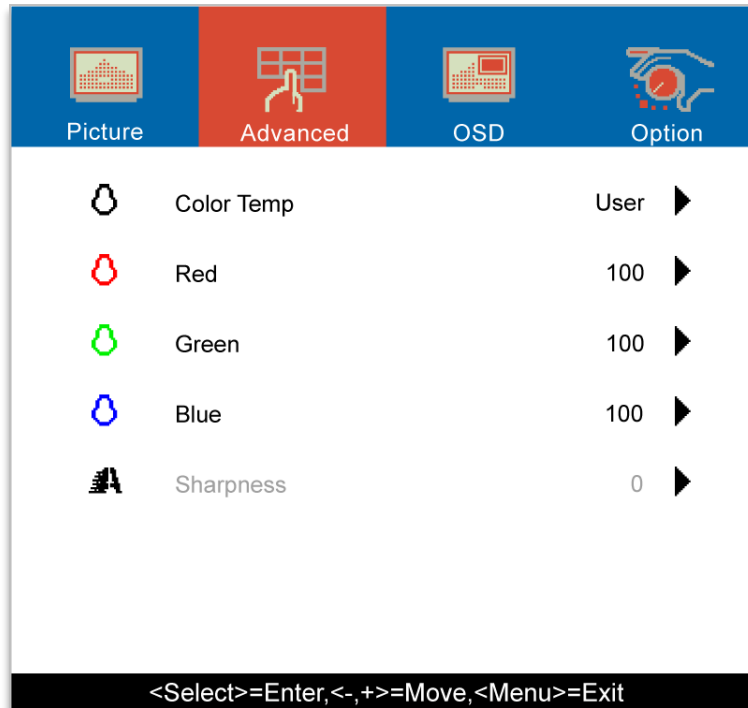 Picture Advanced OSD Option
Color Temp User
Red 100
Green 100
Blue 100
Sharpness 0
<Select>=Enter,<-,+>=Move,<Menu>=Exit